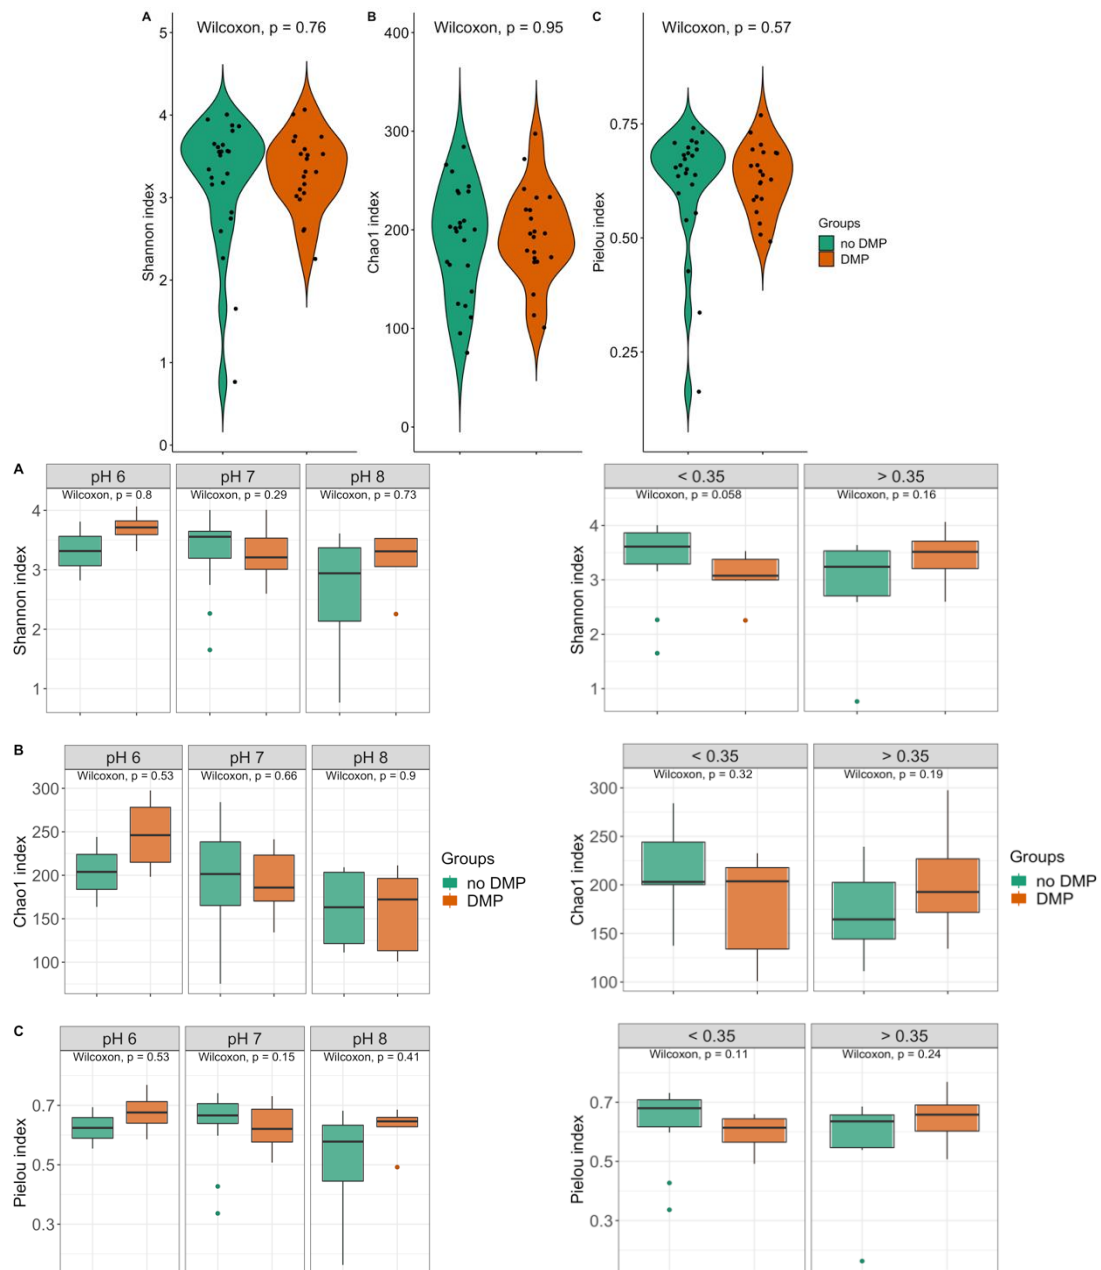 A
Wilcoxon, p = 0.76
Shannon index
5
4
3
2
1
0
B
Wilcoxon, p = 0.95
Chao1 index
400
300
200
100
0
C
Wilcoxon, p = 0.57
Pielou index
0.75
0.50
0.25
Groups
no DMP
DMP
A
pH 6
pH 7
pH 8
Wilcoxon, p = 0.8
Wilcoxon, p = 0.29
Wilcoxon, p = 0.73
Shannon index
4
3
2
1
< 0.35
> 0.35
Wilcoxon, p = 0.058
Wilcoxon, p = 0.16
Shannon index
4
3
2
1
B
pH 6
pH 7
pH 8
Wilcoxon, p = 0.53
Wilcoxon, p = 0.66
Wilcoxon, p = 0.9
Chao1 index
300
250
200
150
100
Groups
no DMP
DMP
< 0.35
> 0.35
Wilcoxon, p = 0.32
Wilcoxon, p = 0.19
Chao1 index
300
250
200
150
100
Groups
no DMP
DMP
C
pH 6
pH 7
pH 8
Wilcoxon, p = 0.53
Wilcoxon, p = 0.15
Wilcoxon, p = 0.41
Pielou index
0.7
0.5
0.3
< 0.35
> 0.35
Wilcoxon, p = 0.11
Wilcoxon, p = 0.24
Pielou index
0.7
0.5
0.3